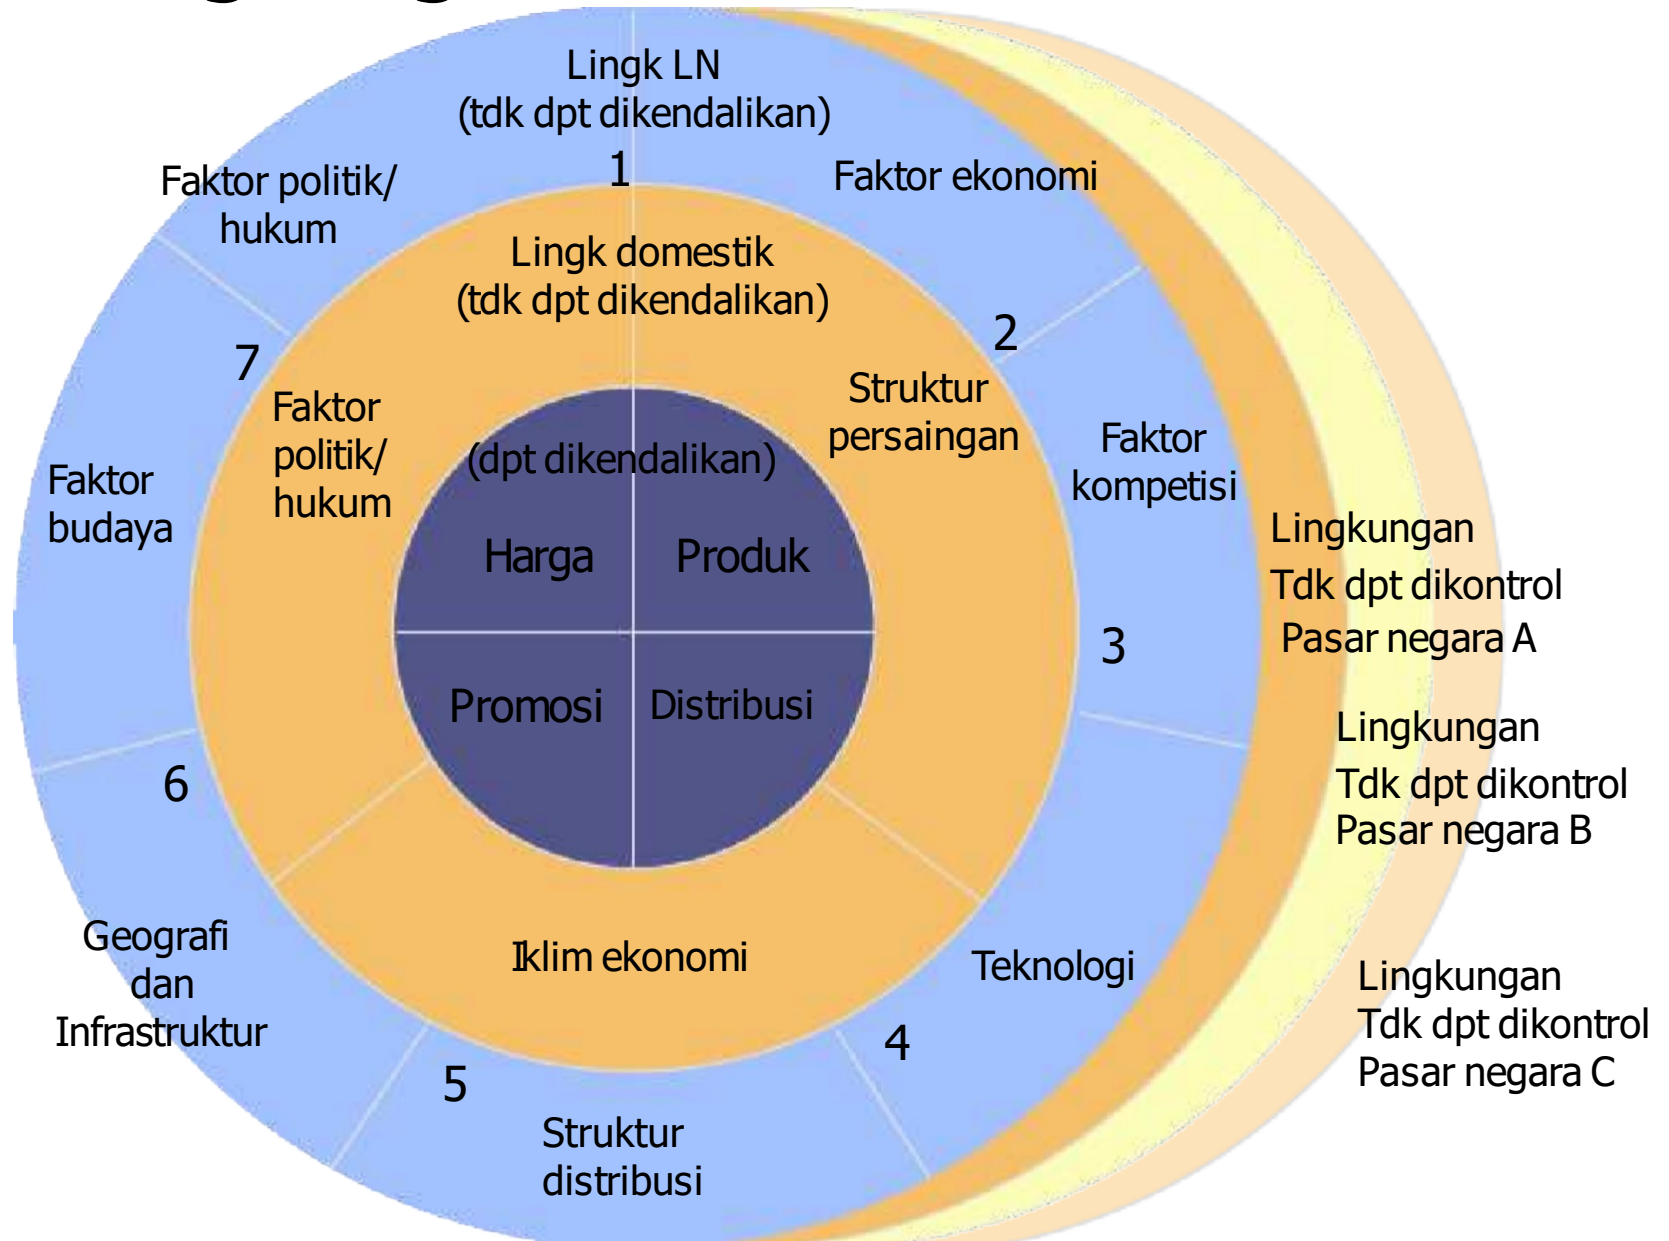 Lingk LN
(tdk dpt dikendalikan)
1
Faktor politik/
hukum
Faktor ekonomi
Lingk domestik
(tdk dpt dikendalikan)
2
7
Struktur
persaingan
Faktor
politik/
hukum
Faktor
kompetisi
(dpt dikendalikan)
Faktor
budaya
Harga
Produk
Lingkungan
Tdk dpt dikontrol
Pasar negara A
3
Promosi
Distribusi
Lingkungan
Tdk dpt dikontrol
Pasar negara B
6
Geografi
dan
Infrastruktur
Iklim ekonomi
Teknologi
Lingkungan
Tdk dpt dikontrol
Pasar negara C
4
5
Struktur
distribusi